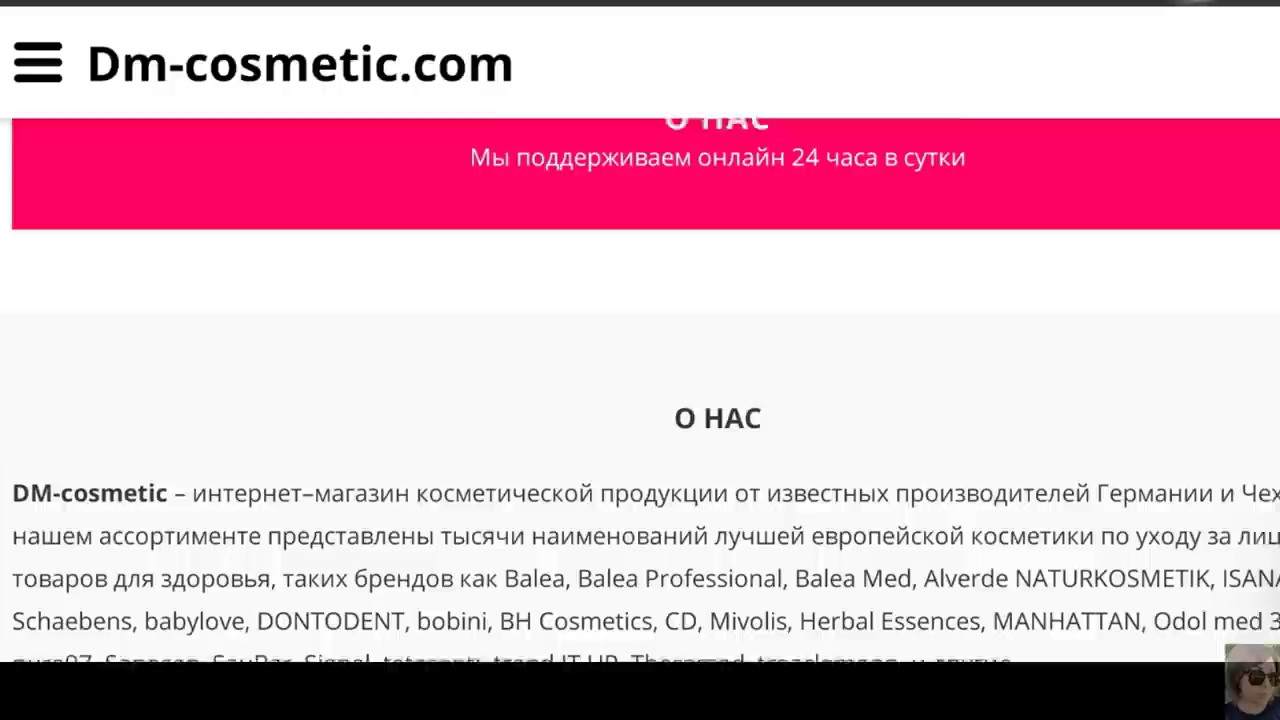 Dm-cosmetic.com
О НАС
Мы поддерживаем онлайн 24 часа в сутки
О НАС
DM-cosmetic – интернет–магазин косметической продукции от известных производителей Германии и
нашем ассортименте представлены тысячи наименований лучшей европейской косметики по уходу за
товаров для здоровья, таких брендов как Balea, Balea Professional, Balea Med, Alverde NATURKOSMETIK, ISANA
Schaebens, babylove, DONTODENT, bobini, BH Cosmetics, CD, Mivolis, Herbal Essences, MANHATTAN, Odol med 3